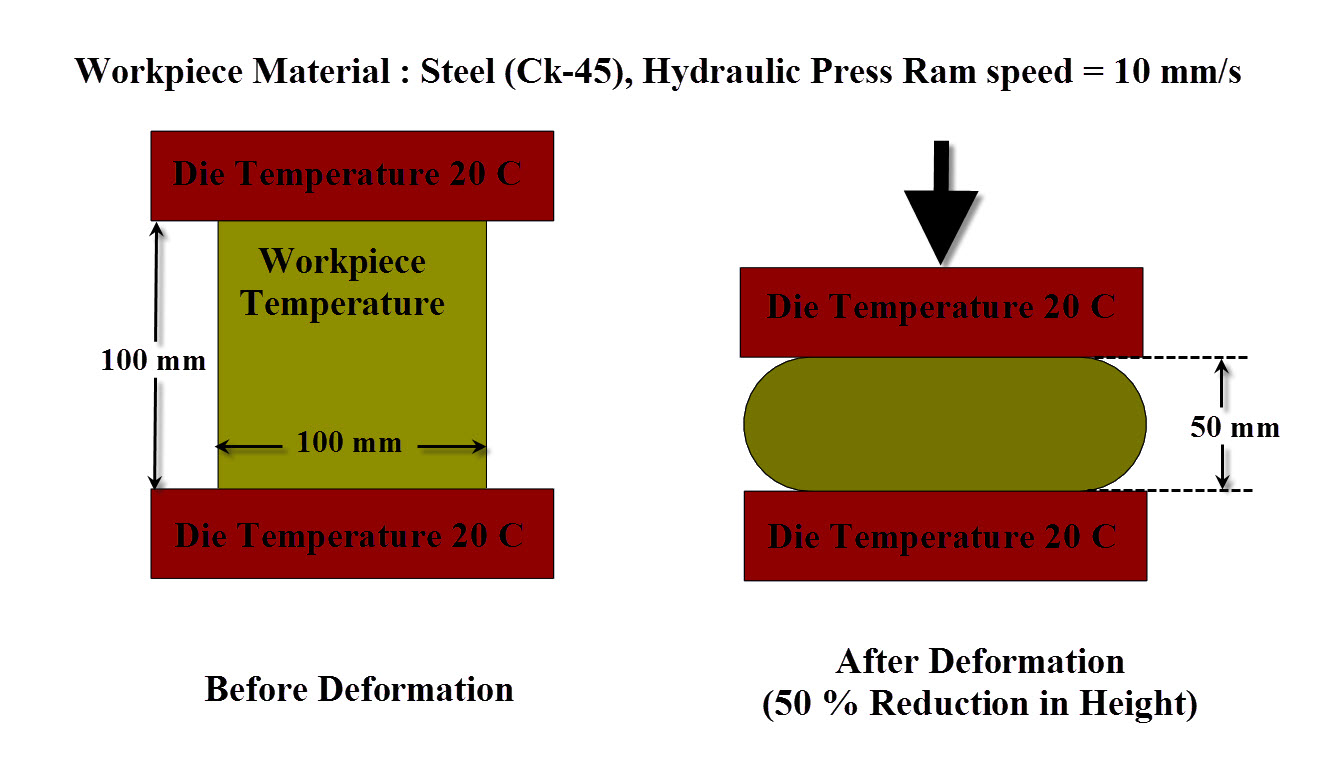 Workpiece Material : Steel (Ck-45), Hydraulic Press Ram speed = 10 mm/s
Die Temperature 20 C
Workpiece
Temperature
100 mm
100 mm
Die Temperature 20 C
Before Deformation
Die Temperature 20 C
50 mm
Die Temperature 20 C
After Deformation
(50 % Reduction in Height)